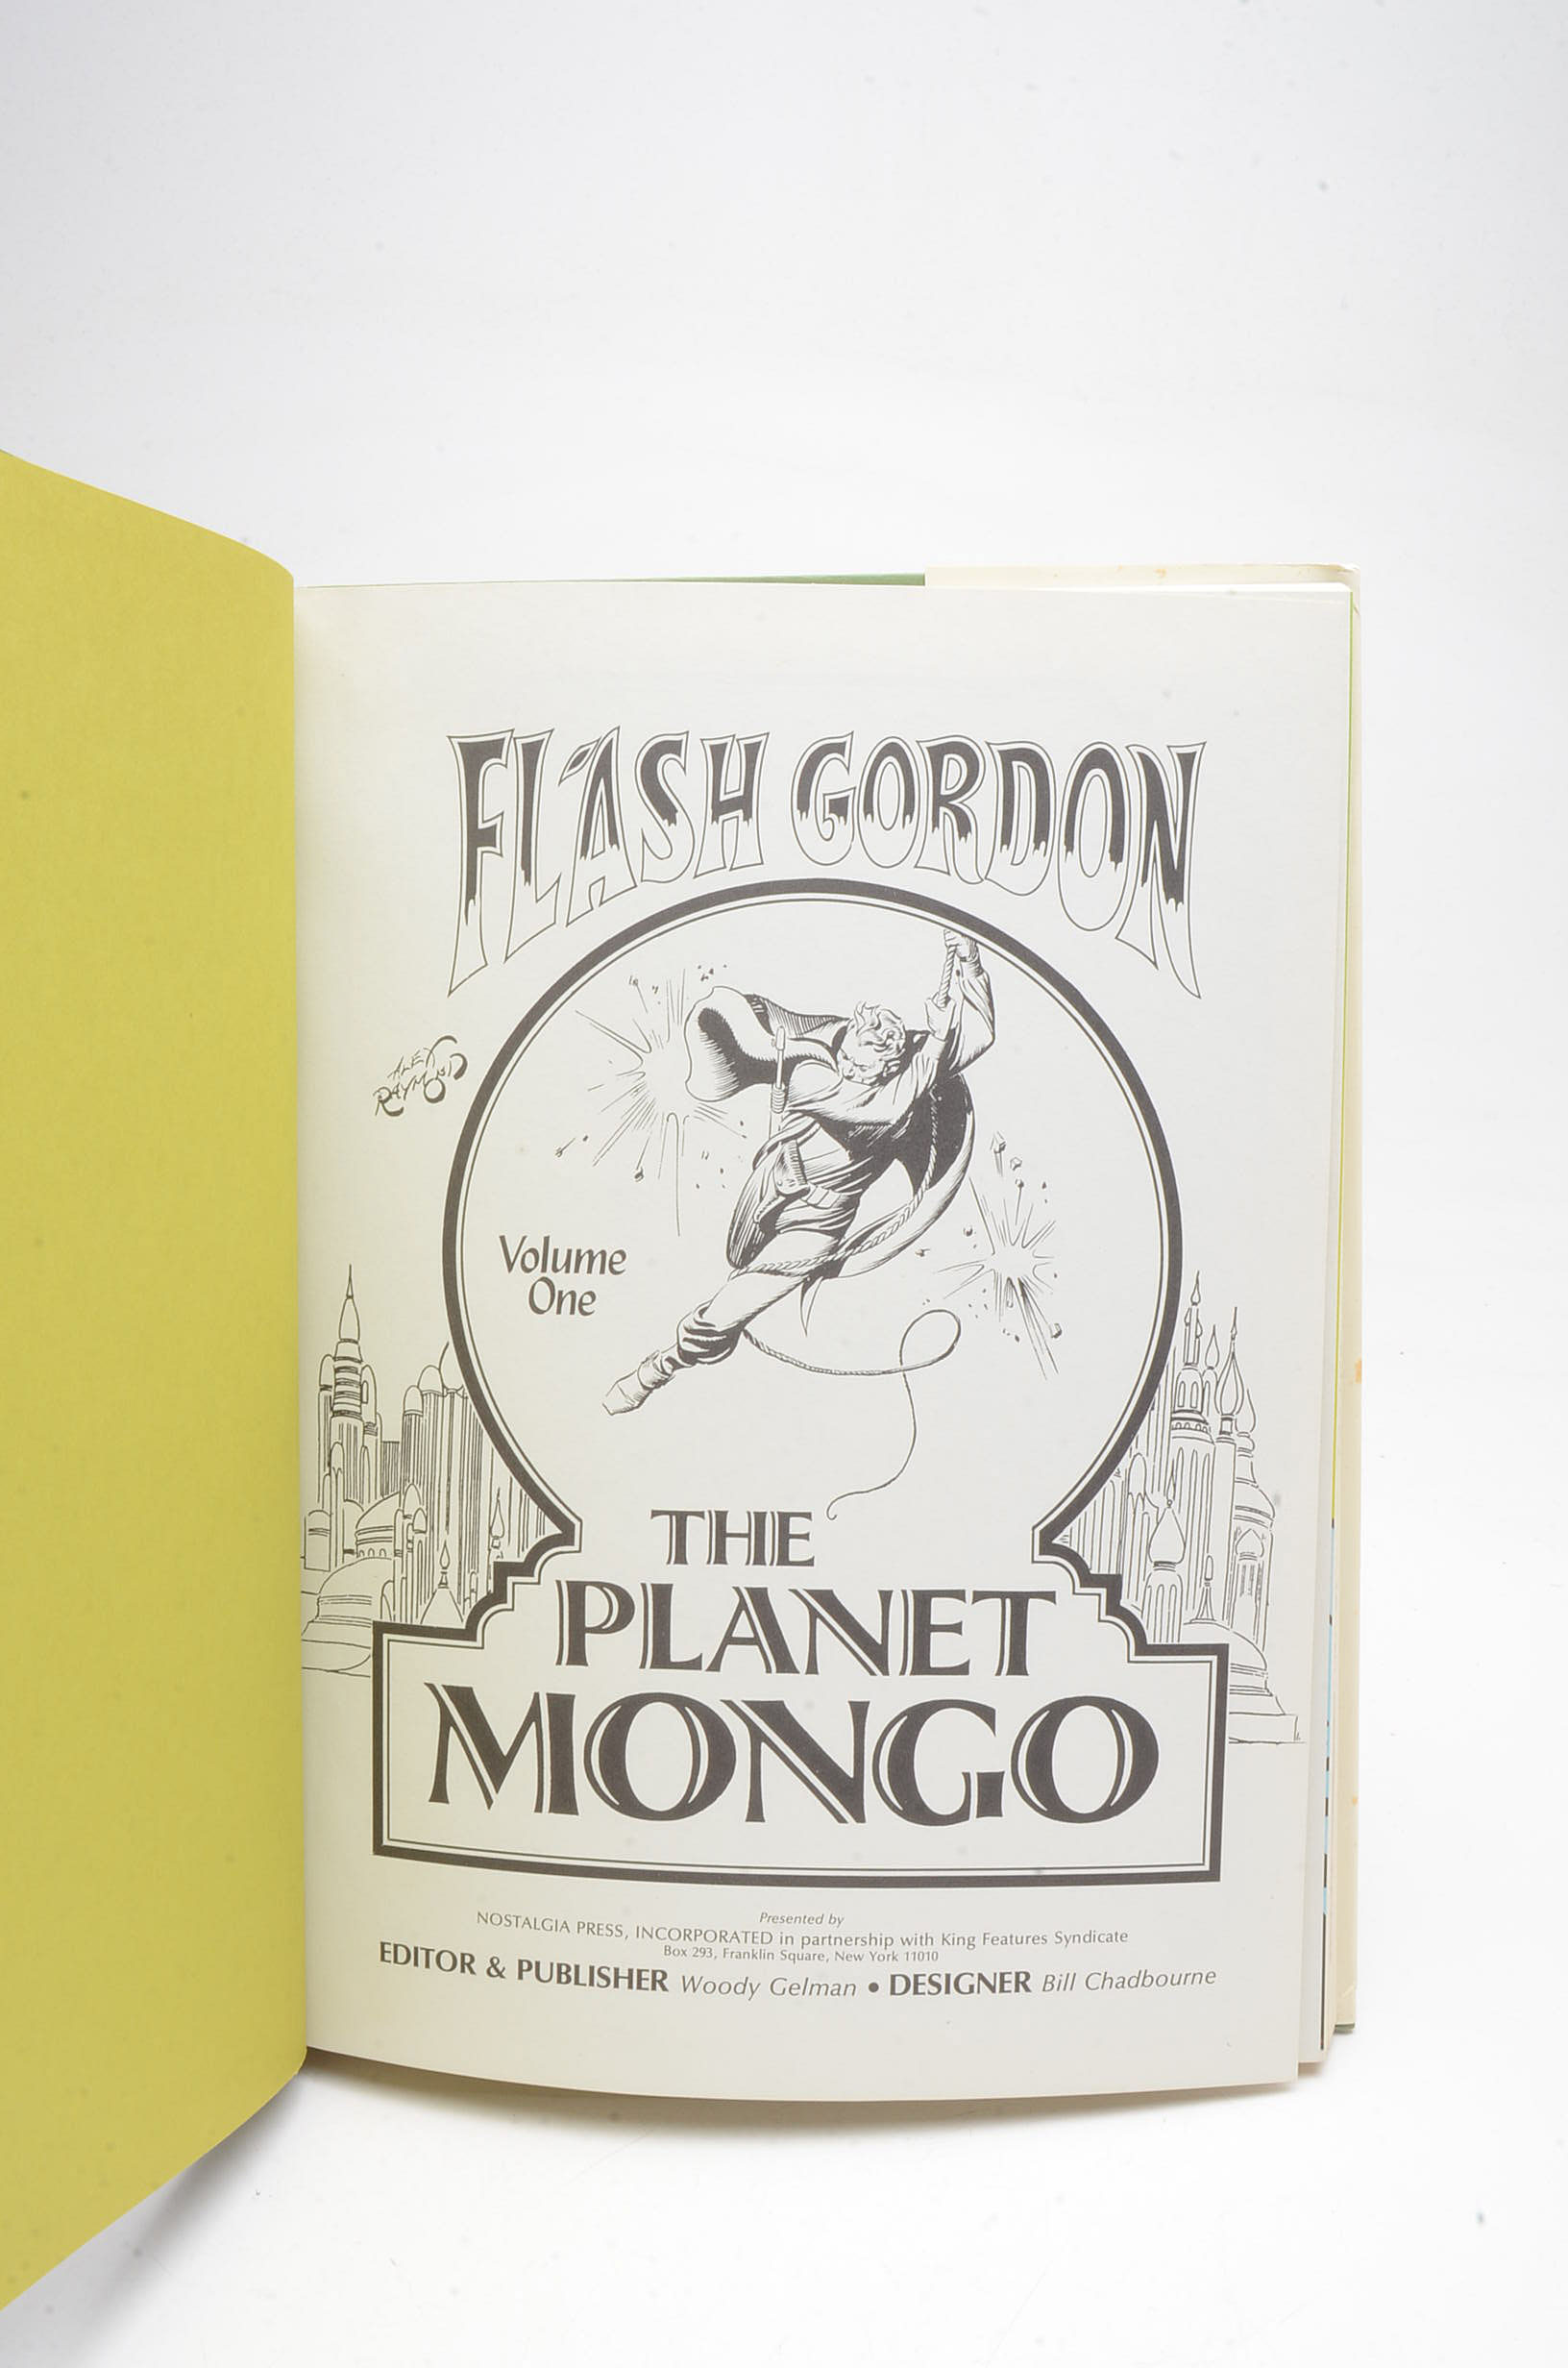 FLASH GORDON
ALEX
RAYMOND
Volume
One
THE
PLANET
MONGO
Presented by
NOSTALGIA PRESS, INCORPORATED in partnership with King Features Syndicate
Box 293, Franklin Square, New York 11010
EDITOR & PUBLISHER Woody Gelman • DESIGNER Bill Chadbourne